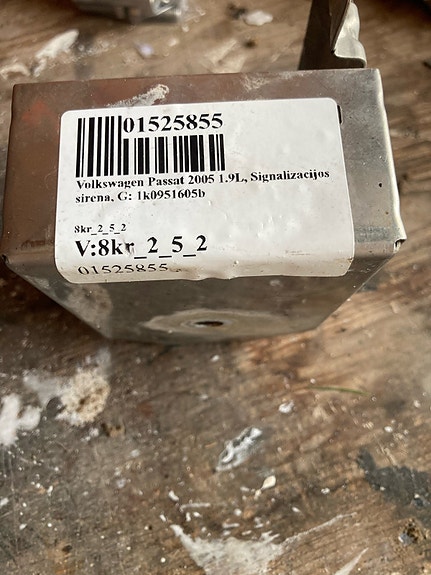 01525855
Volkswagen Passat 2005 1.9L, Signalizacijos
sirena, G: 1k0951605b
8kr_2_5_2
V:8kr_2_5_2
01525855